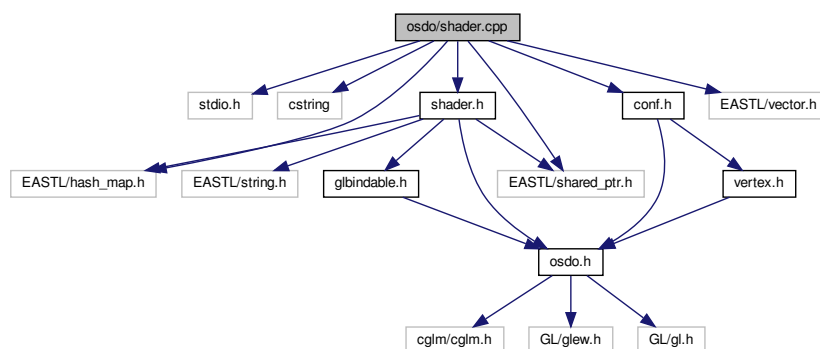 osdo/shader.cpp
stdio.h
cstring
shader.h
conf.h
EASTL/vector.h
EASTL/hash_map.h
EASTL/string.h
glbindable.h
EASTL/shared_ptr.h
vertex.h
osdo.h
cglm/cglm.h
GL/glew.h
GL/gl.h